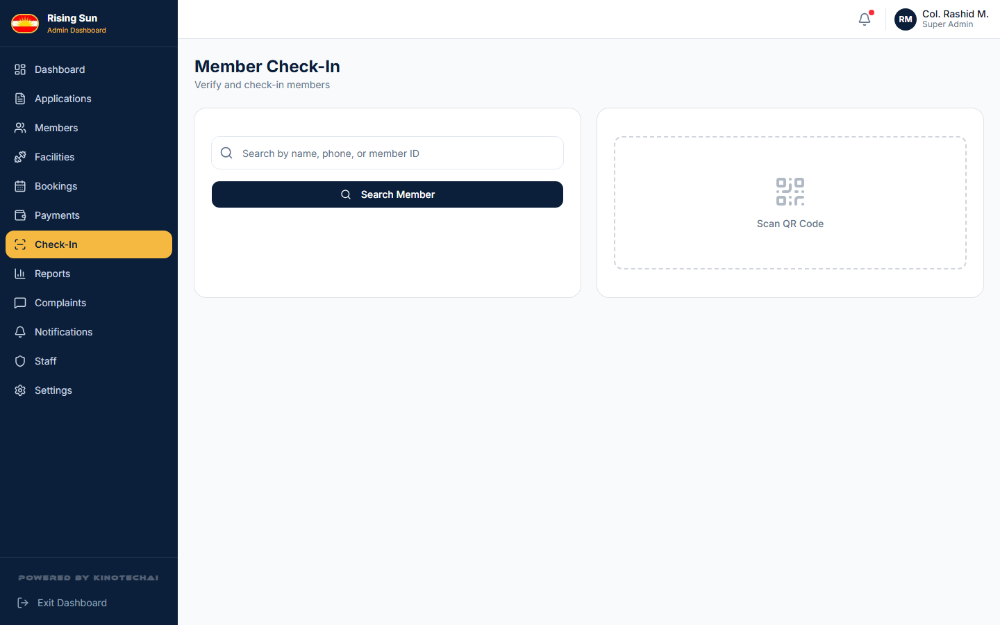 Rising Sun
Admin Dashboard
Dashboard
Applications
Members
Facilities
Bookings
Payments
Check-In
Reports
Complaints
Notifications
Staff
Settings
POWERED BY KINOTECHAI
Exit Dashboard
RM
Col. Rashid M.
Super Admin
Member Check-In
Verify and check-in members
Search by name, phone, or member ID
Search Member
Scan QR Code